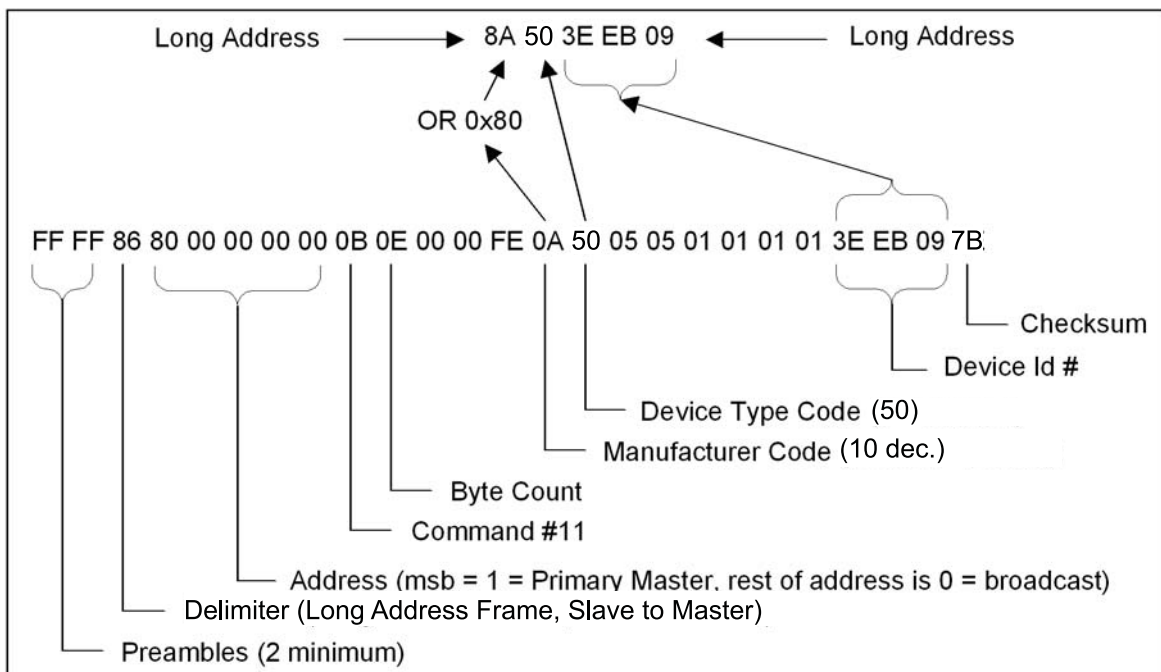 Long Address 8A 50 3E EB 09 Long Address
OR 0x80
FF FF 86 80 00 00 00 00 0B 0E 00 00 FE 0A 50 05 05 01 01 01 01 3E EB 09 7B
Checksum
Device Id #
Device Type Code (50)
Manufacturer Code (10 dec.)
Byte Count
Command #11
Address (msb = 1 = Primary Master, rest of address is 0 = broadcast)
Delimiter (Long Address Frame, Slave to Master)
Preambles (2 minimum)